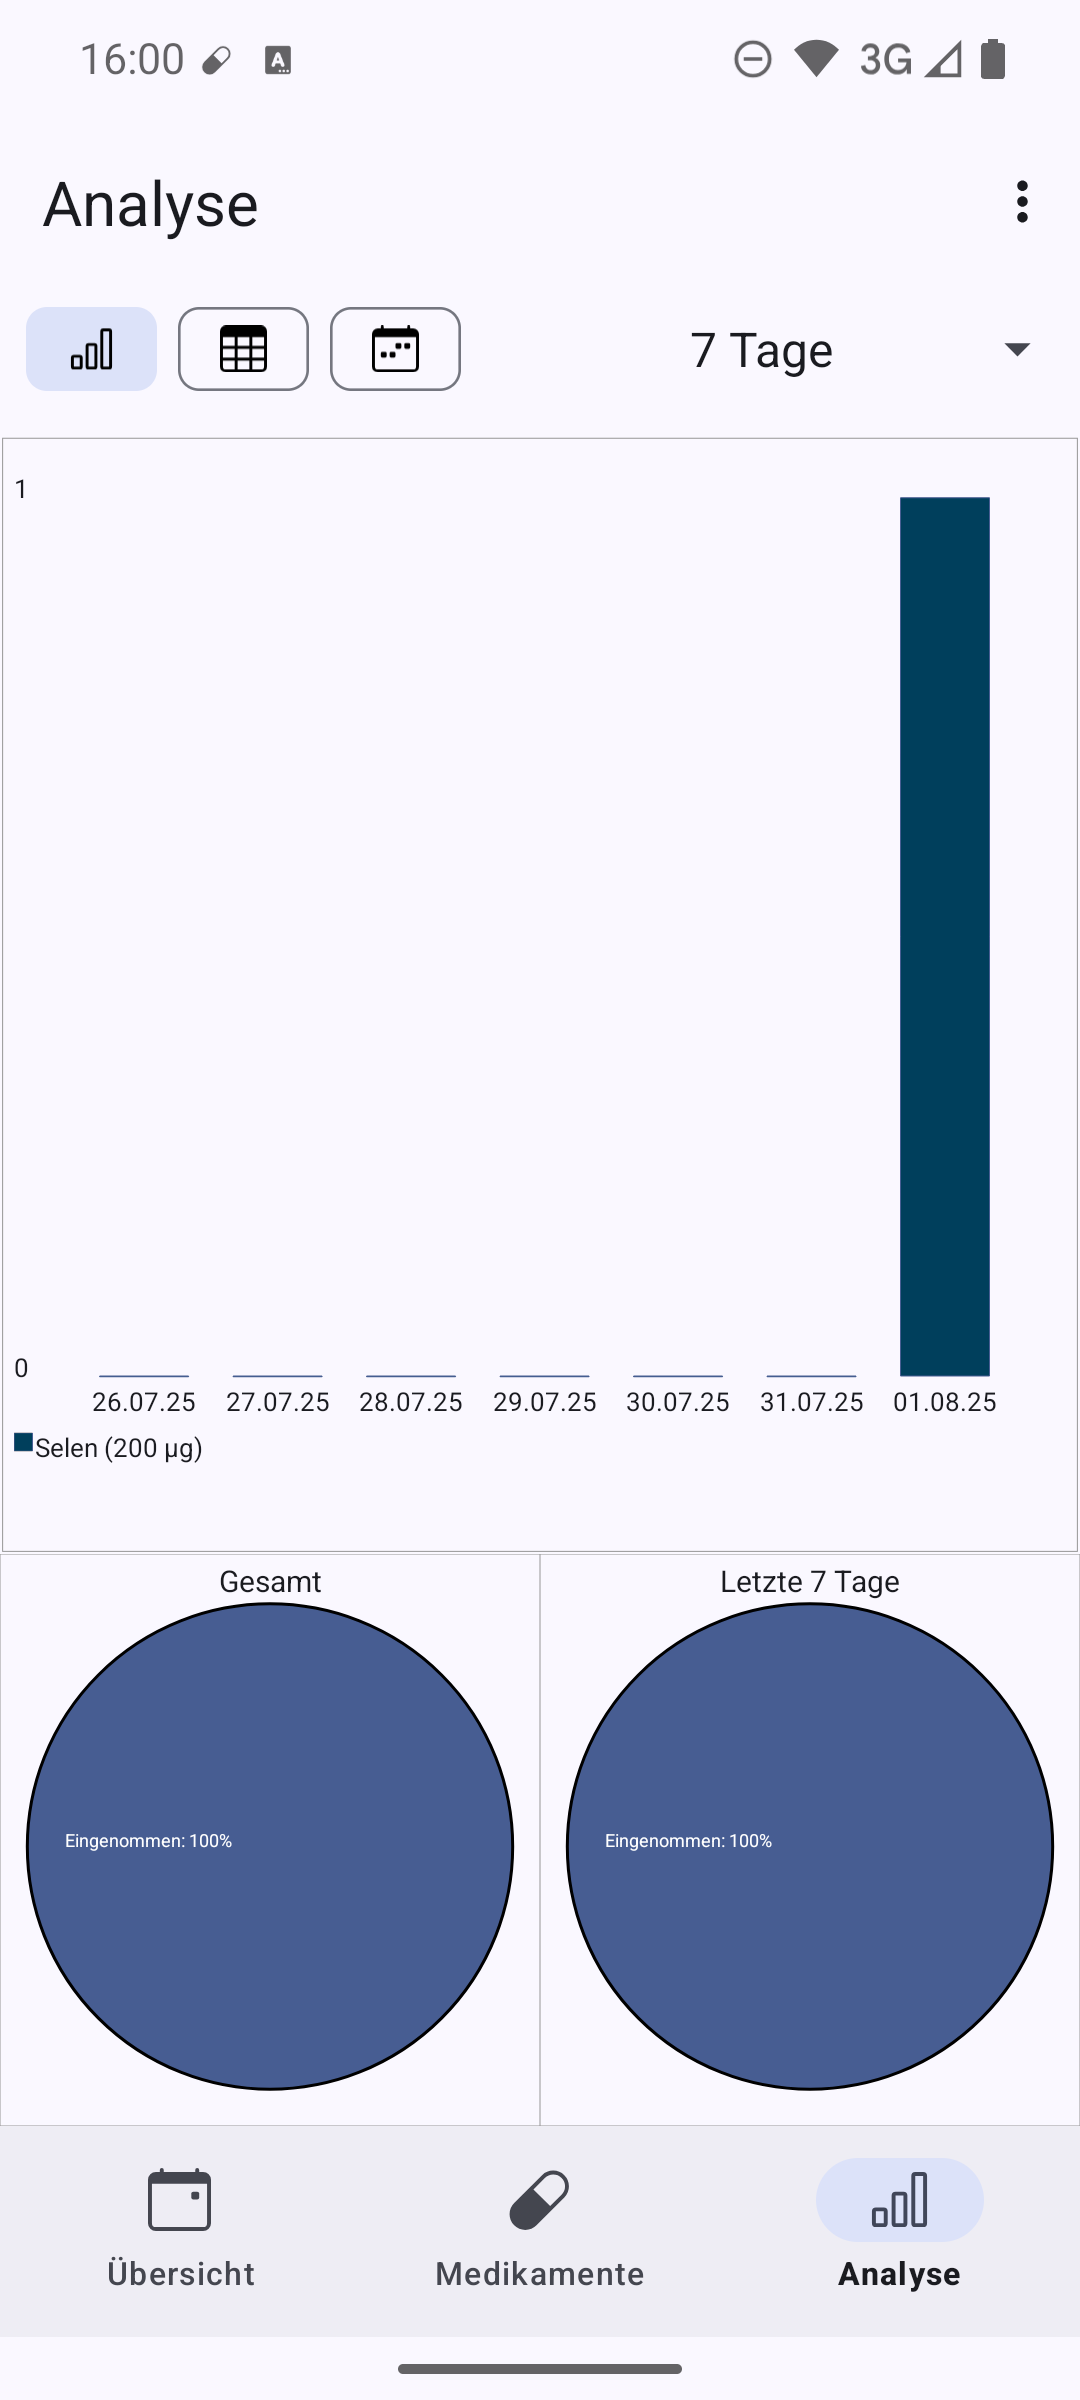 16:00
3G
Analyse
7 Tage
1
0
26.07.25 27.07.25 28.07.25 29.07.25 30.07.25 31.07.25 01.08.25
Selen (200 µg)
Gesamt
Letzte 7 Tage
Eingenommen: 100%
Eingenommen: 100%
Übersicht
Medikamente
Analyse